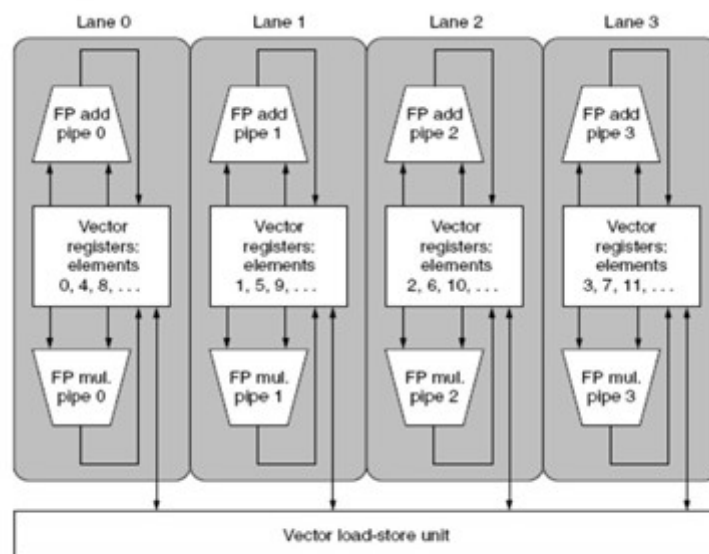 Lane 0
Lane 1
Lane 2
Lane 3
FP add
pipe 0
FP add
pipe 1
FP add
pipe 2
FP add
pipe 3
Vector
registers:
elements
0, 4, 8, . . .
Vector
registers:
elements
1, 5, 9, . . .
Vector
registers:
elements
2, 6, 10, . . .
Vector
registers:
elements
3, 7, 11, . . .
FP mul.
pipe 0
FP mul.
pipe 1
FP mul.
pipe 2
FP mul.
pipe 3
Vector load-store unit